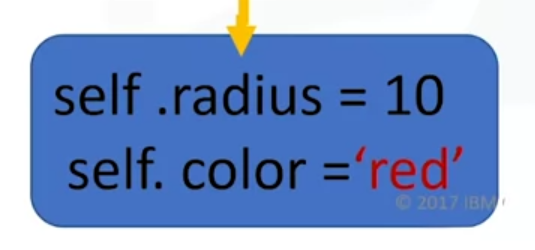 self .radius = 10
self. color =‘red’
© 2017 IBM